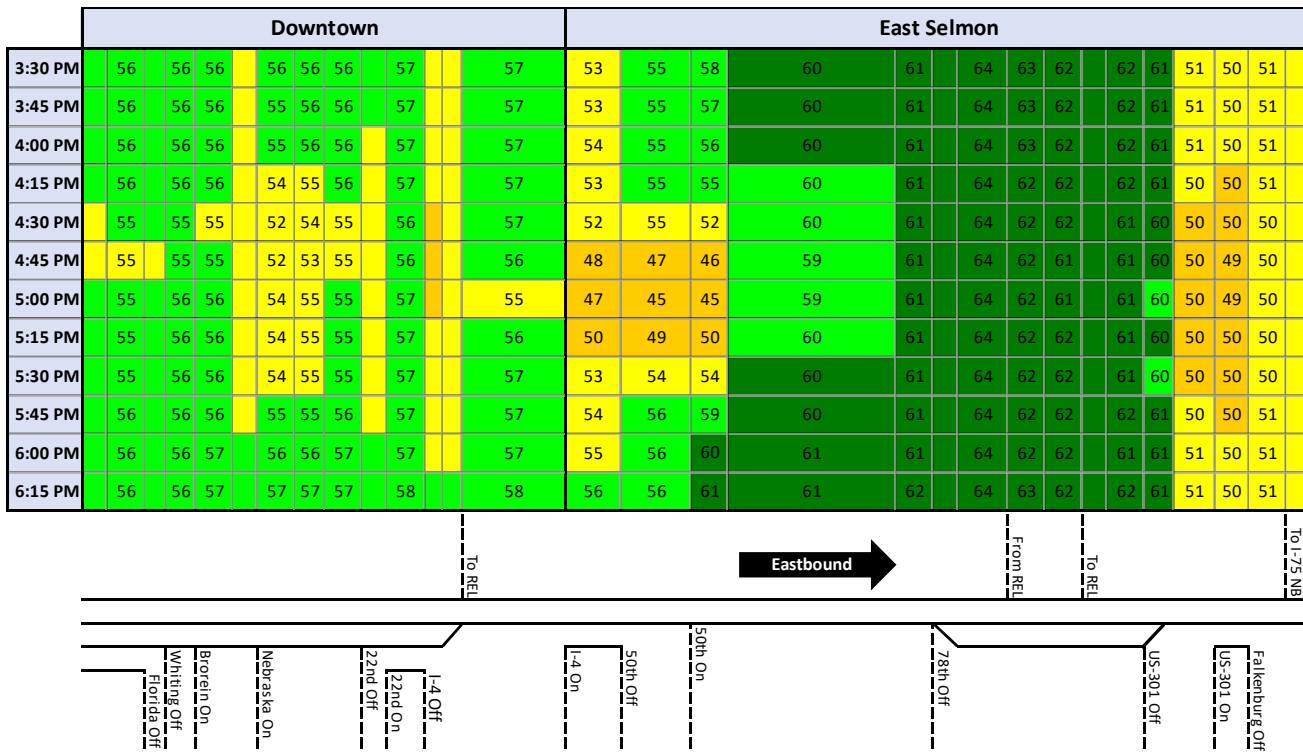 Downtown East Selmon
3:30 PM 56 56 56 56 56 56 57 57 53 55 58 60 61 64 63 62 62 61 51 50 51
3:45 PM 56 56 56 55 56 56 57 57 53 55 57 60 61 64 63 62 62 61 51 50 51
4:00 PM 56 56 56 55 56 56 57 57 54 55 56 60 61 64 63 62 62 61 51 50 51
4:15 PM 56 56 56 54 55 56 57 57 53 55 55 60 61 64 62 62 62 61 50 50 51
4:30 PM 55 55 55 52 54 55 56 57 52 55 52 60 61 64 62 62 61 60 50 50 50
4:45 PM 55 55 55 52 53 55 56 56 48 47 46 59 61 64 62 61 61 60 50 49 50
5:00 PM 55 56 56 54 55 55 57 55 47 45 45 59 61 64 62 61 61 60 50 49 50
5:15 PM 55 56 56 54 55 55 57 56 50 49 50 60 61 64 62 62 61 60 50 50 50
5:30 PM 55 56 56 54 55 55 57 57 53 54 54 60 61 64 62 62 61 60 50 50 50
5:45 PM 56 56 56 55 55 56 57 57 54 56 59 60 61 64 62 62 62 61 50 50 51
6:00 PM 56 56 57 56 56 57 57 57 55 56 60 61 61 64 62 62 61 61 51 50 51
6:15 PM 56 56 57 57 57 57 58 58 56 56 61 61 62 64 63 62 62 61 51 50 51
To REL
Eastbound
From REL
To REL
To I-75 NB
Florida Off
Whiting Off
Brorein On
Nebraska On
22nd Off
22nd On
I-4 Off
I-4 On
50th Off
50th On
78th Off
US-301 Off
US-301 On
Falkenburg Off